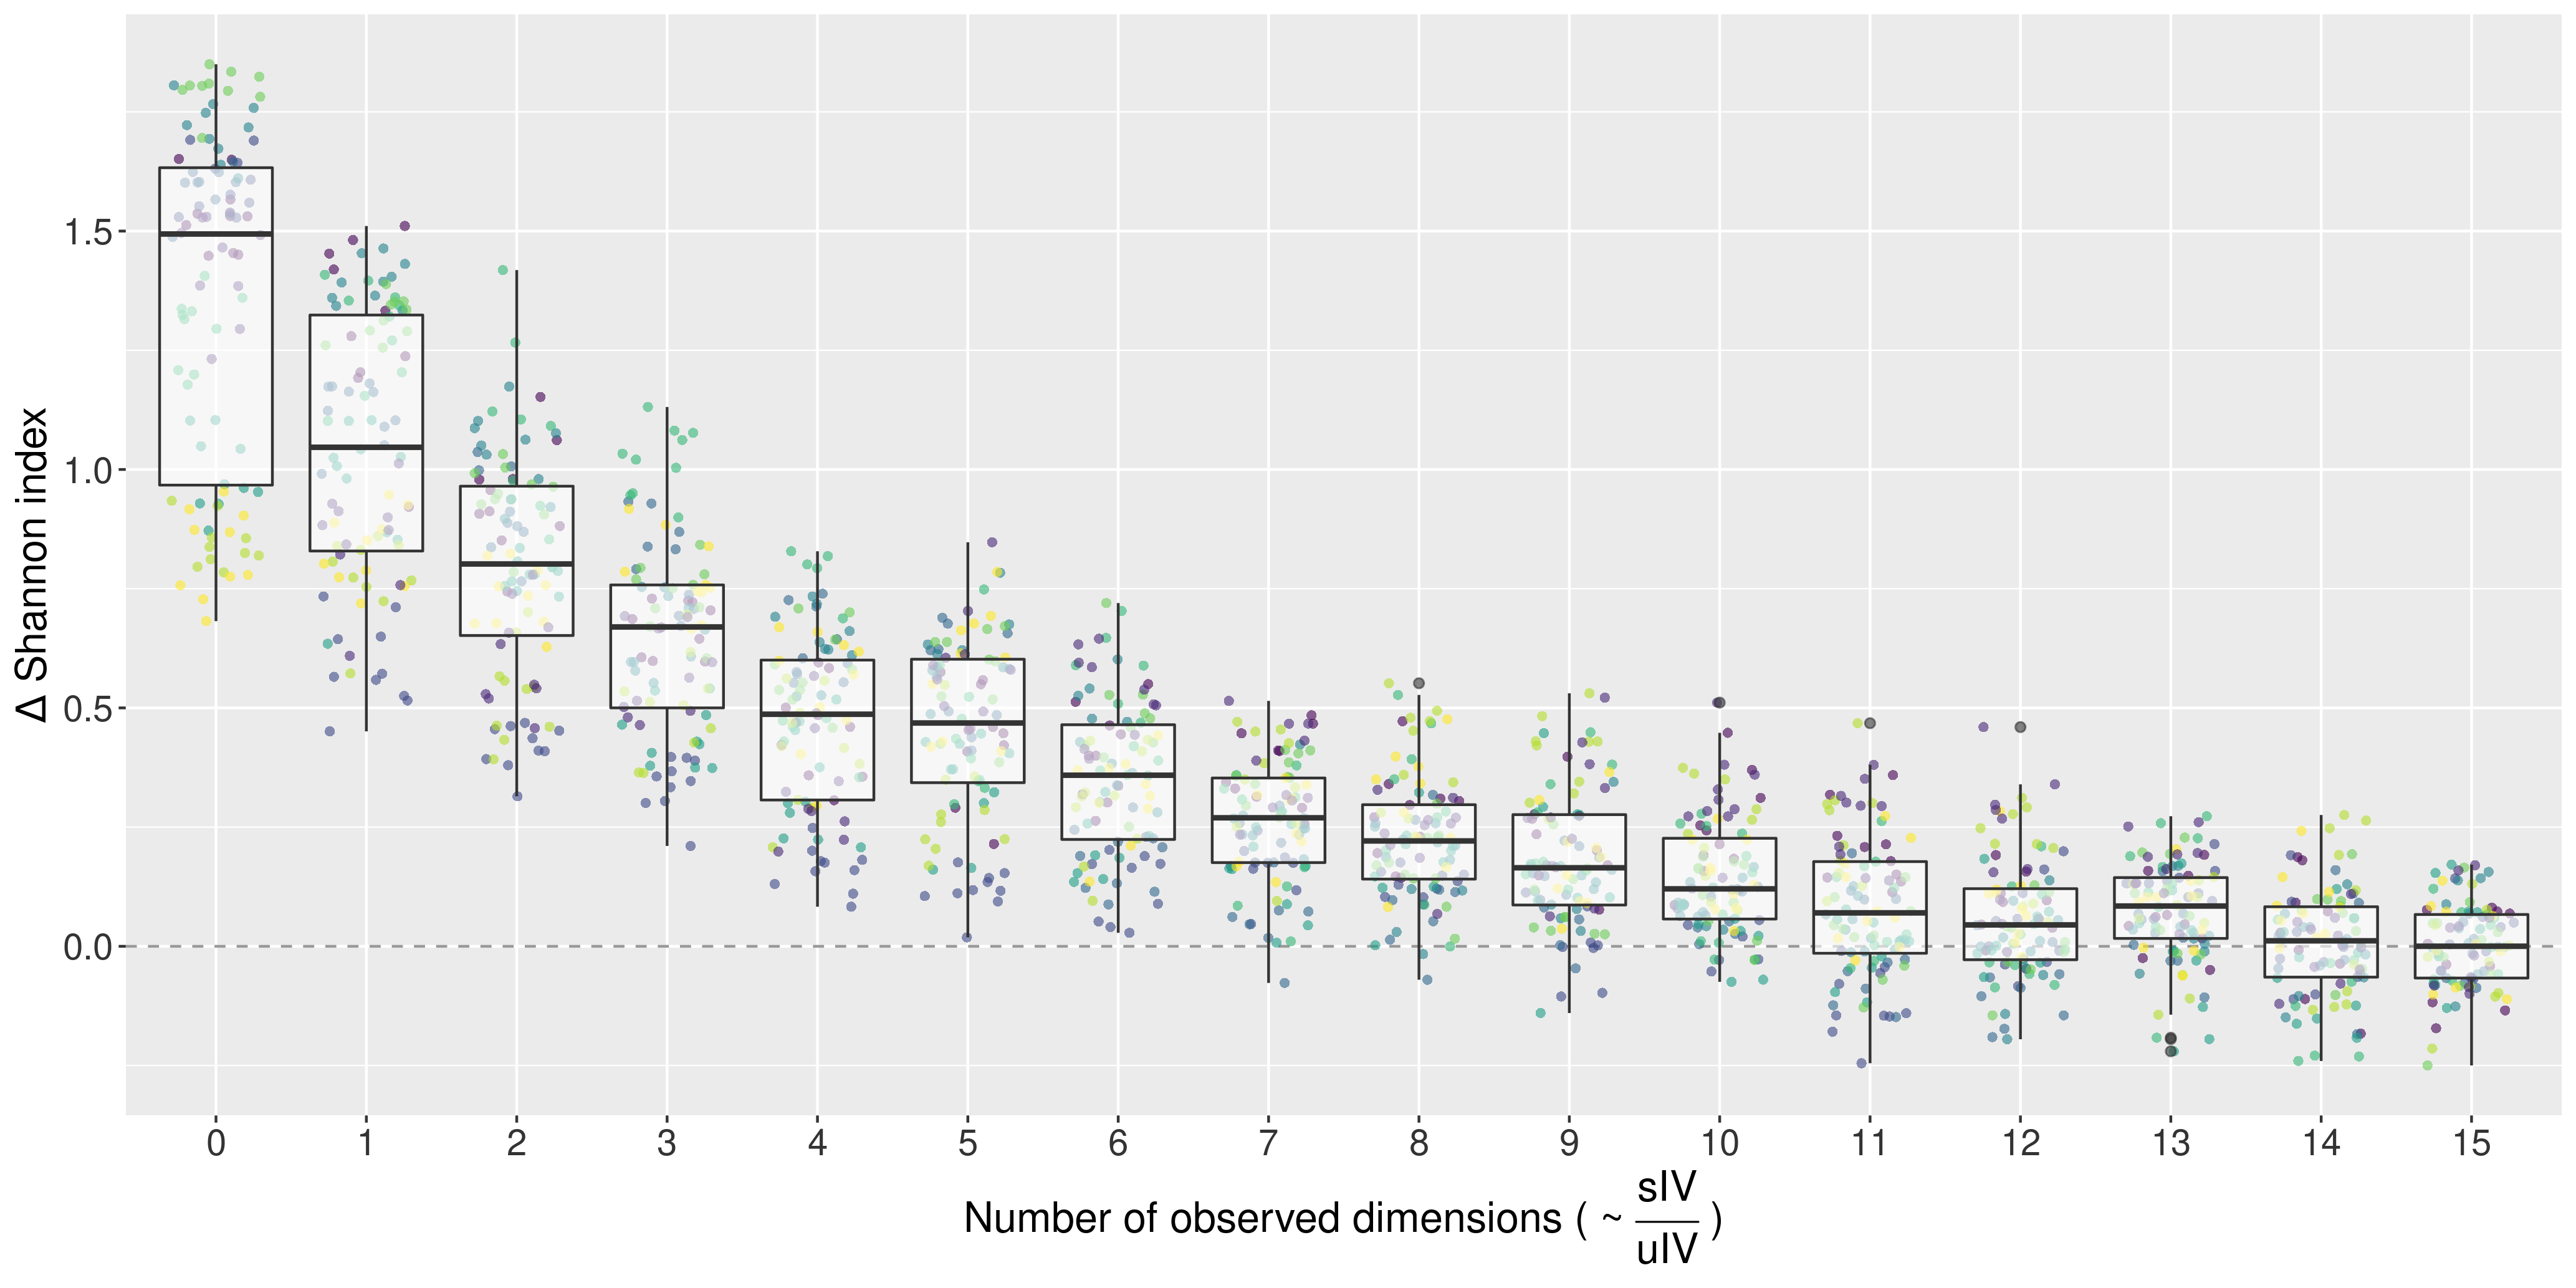 Δ Shannon index
1.5
1.0
0.5
0.0
0 1 2 3 4 5 6 7 8 9 10 11 12 13 14 15
Number of observed dimensions ( ~ sIV / uIV )